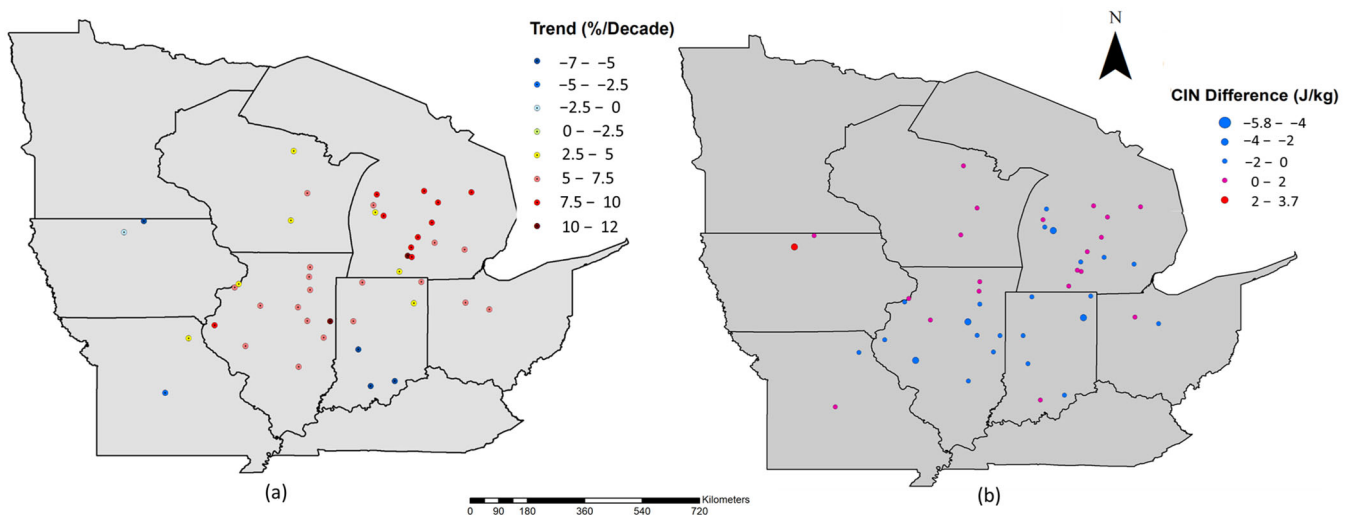 Trend (%/Decade)
−7 – −5
−5 – −2.5
−2.5 – 0
0 – −2.5
2.5 – 5
5 – 7.5
7.5 – 10
10 – 12
(a)
N
CIN Difference (J/kg)
−5.8 – −4
−4 – −2
−2 – 0
0 – 2
2 – 3.7
(b)
Kilometers
0 90 180 360 540 720